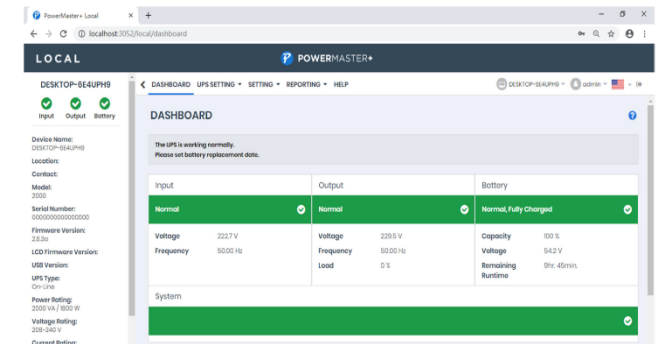 PowerMaster+ Local
localhost:3052/local/dashboard
LOCAL
POWERMASTER+
DESKTOP-6E4UPH9
DASHBOARD UPS SETTING SETTING REPORTING HELP
DESKTOP-6E4UPH9 admin
Input Output Battery
DASHBOARD
Device Name:
DESKTOP-6E4UPH9
The UPS is working normally.
Please set battery replacement date.
Location:
Contact:
Model:
2000
Serial Number:
0000000000000000
Firmware Version:
LCD Firmware Version:
USB Version:
UPS Type:
On-Line
Power Rating:
2000 VA / 1800 W
Voltage Rating:
208-240 V
Current Rating:
Input
Normal
Voltage 222.7 V
Frequency 50.00 Hz
Output
Normal
Voltage 229.5 V
Frequency 50.00 Hz
Load 0 %
Battery
Normal, Fully Charged
Capacity 100 %
Voltage 54.2 V
Remaining Runtime 9hr. 45min.
System